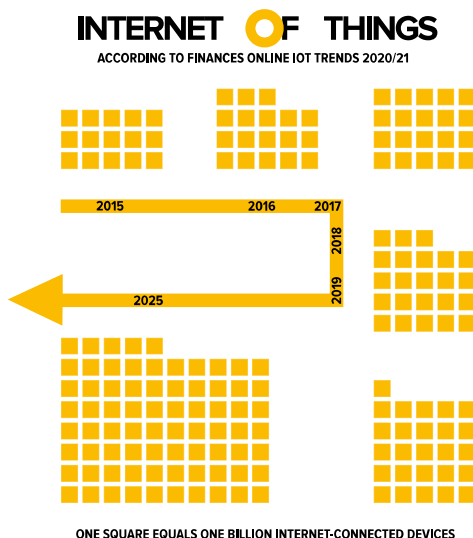 INTERNET OF THINGS
ACCORDING TO FINANCES ONLINE IOT TRENDS 2020/21
2015
2016
2017
2018
2019
2025
ONE SQUARE EQUALS ONE BILLION INTERNET-CONNECTED DEVICES